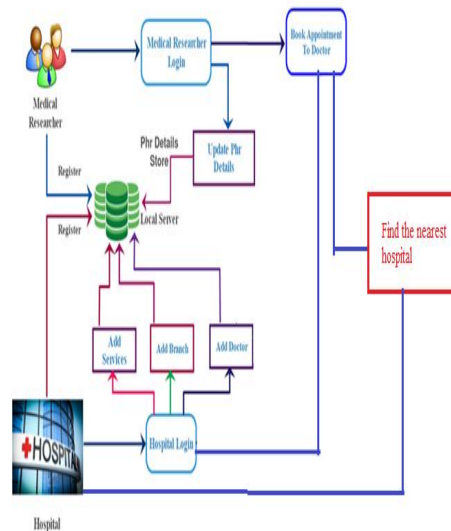 Medical Researcher
Login
Book Appointment
To Doctor
Medical
Researcher
Phr Details
Store
Update Phr
Details
Register
Register
Local Server
Find the nearest
hospital
Add
Services
Add Branch
Add Doctor
+HOSPITAL
Hospital Login
Hospital